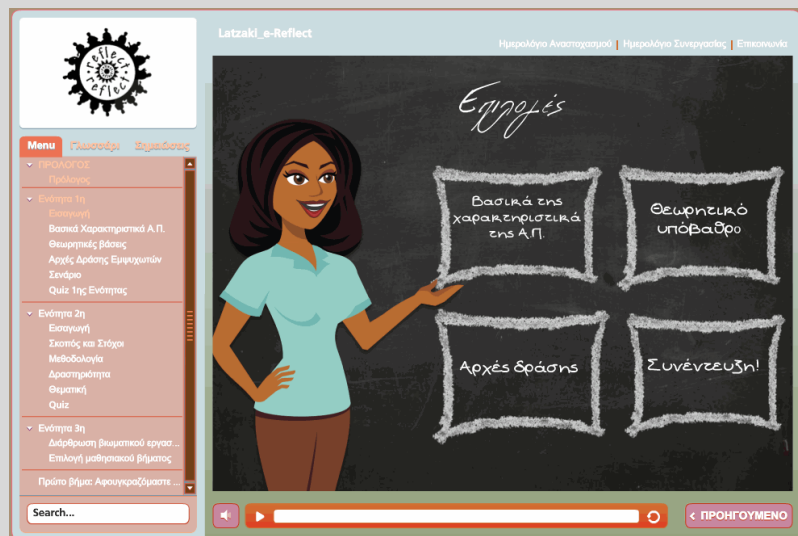 Latzaki_e-Reflect
Ημερολόγιο Αναστοχασμού | Ημερολόγιο Συνεργασίας | Επικοινωνία
reflect
reflect
Menu Γλωσσάρι Σημειώσεις
ΠΡΟΛΟΓΟΣ
Πρόλογος
Ενότητα 1η
Εισαγωγή
Βασικά Χαρακτηριστικά Α.Π.
Θεωρητικές βάσεις
Αρχές Δράσης Εμψυχωτών
Σενάριο
Quiz 1ης Ενότητας
Ενότητα 2η
Εισαγωγή
Σκοπός και Στόχοι
Μεθοδολογία
Δραστηριότητα
Θεματική
Quiz
Ενότητα 3η
Διάρθρωση βιωματικού εργασ...
Επιλογή μαθησιακού βήματος
Πρώτο βήμα: Αφουγκραζόμαστε ...
Search...
Επιλογές
Βασικά της
χαρακτηριστικά
της Α.Π.
Θεωρητικό
υπόβαθρο
Αρχές δράσης
Συνέντευξη!
ΠΡΟΗΓΟΥΜΕΝΟ